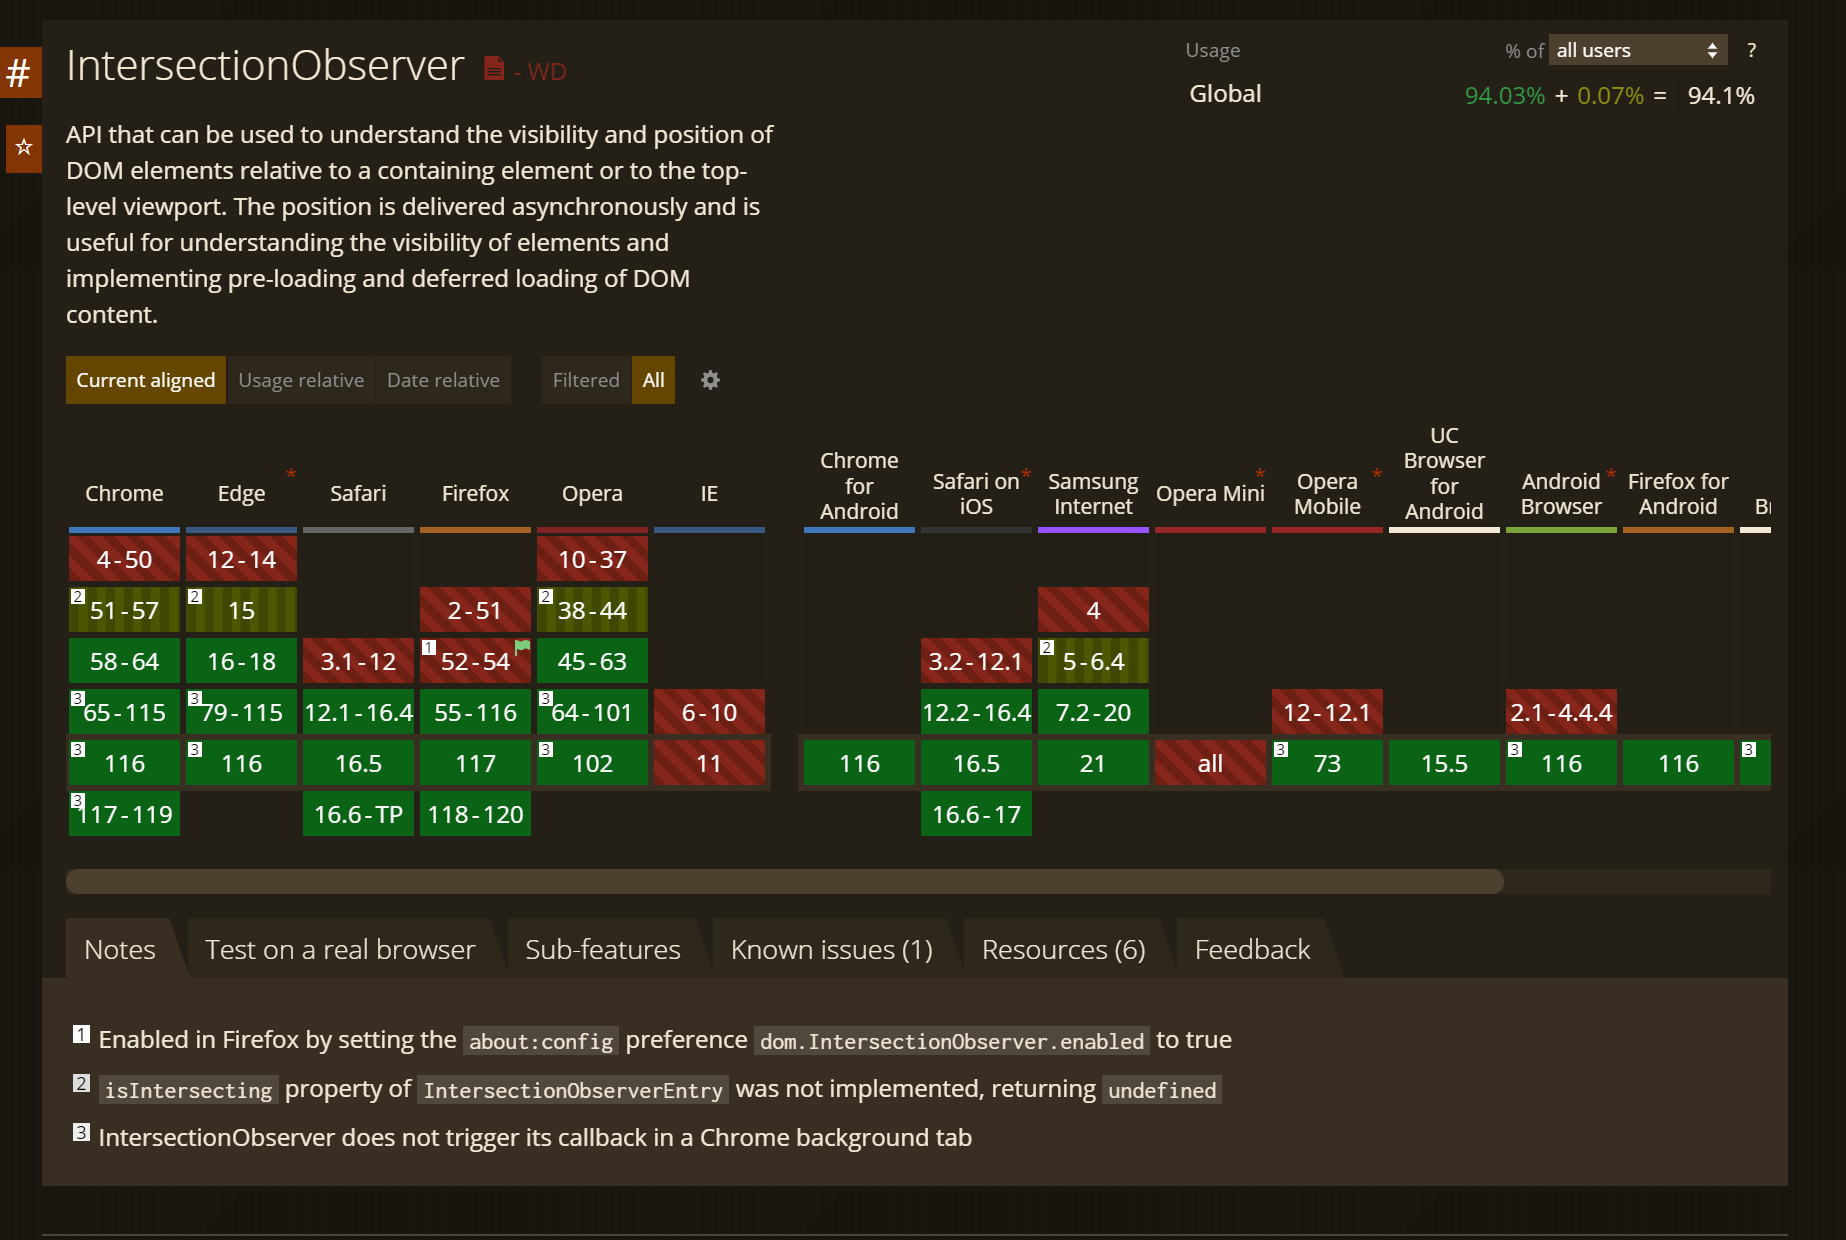 #
IntersectionObserver - WD
Usage % of all users ?
Global 94.03% + 0.07% = 94.1%
API that can be used to understand the visibility and position of
DOM elements relative to a containing element or to the top-
level viewport. The position is delivered asynchronously and is
useful for understanding the visibility of elements and
implementing pre-loading and deferred loading of DOM
content.
Current aligned Usage relative Date relative Filtered All
Chrome Edge * Safari Firefox Opera IE
Chrome for Android
Safari on iOS *
Samsung Internet
Opera Mini *
Opera Mobile *
UC Browser for Android
Android Browser *
Firefox for Android
4-50 12-14 10-37
2 51-57 2 15 2-51 2 38-44 4
58-64 16-18 3.1-12 1 52-54 45-63 3.2-12.1 2 5-6.4
3 65-115 3 79-115 12.1-16.4 55-116 3 64-101 6-10 12.2-16.4 7.2-20 12-12.1 2.1-4.4.4
3 116 3 116 16.5 117 3 102 11 116 16.5 21 all 3 73 15.5 3 116 116 3
3 117-119 16.6-TP 118-120 16.6-17
Notes Test on a real browser Sub-features Known issues (1) Resources (6) Feedback
1 Enabled in Firefox by setting the about:config preference dom.IntersectionObserver.enabled to true
2 isIntersecting property of IntersectionObserverEntry was not implemented, returning undefined
3 IntersectionObserver does not trigger its callback in a Chrome background tab